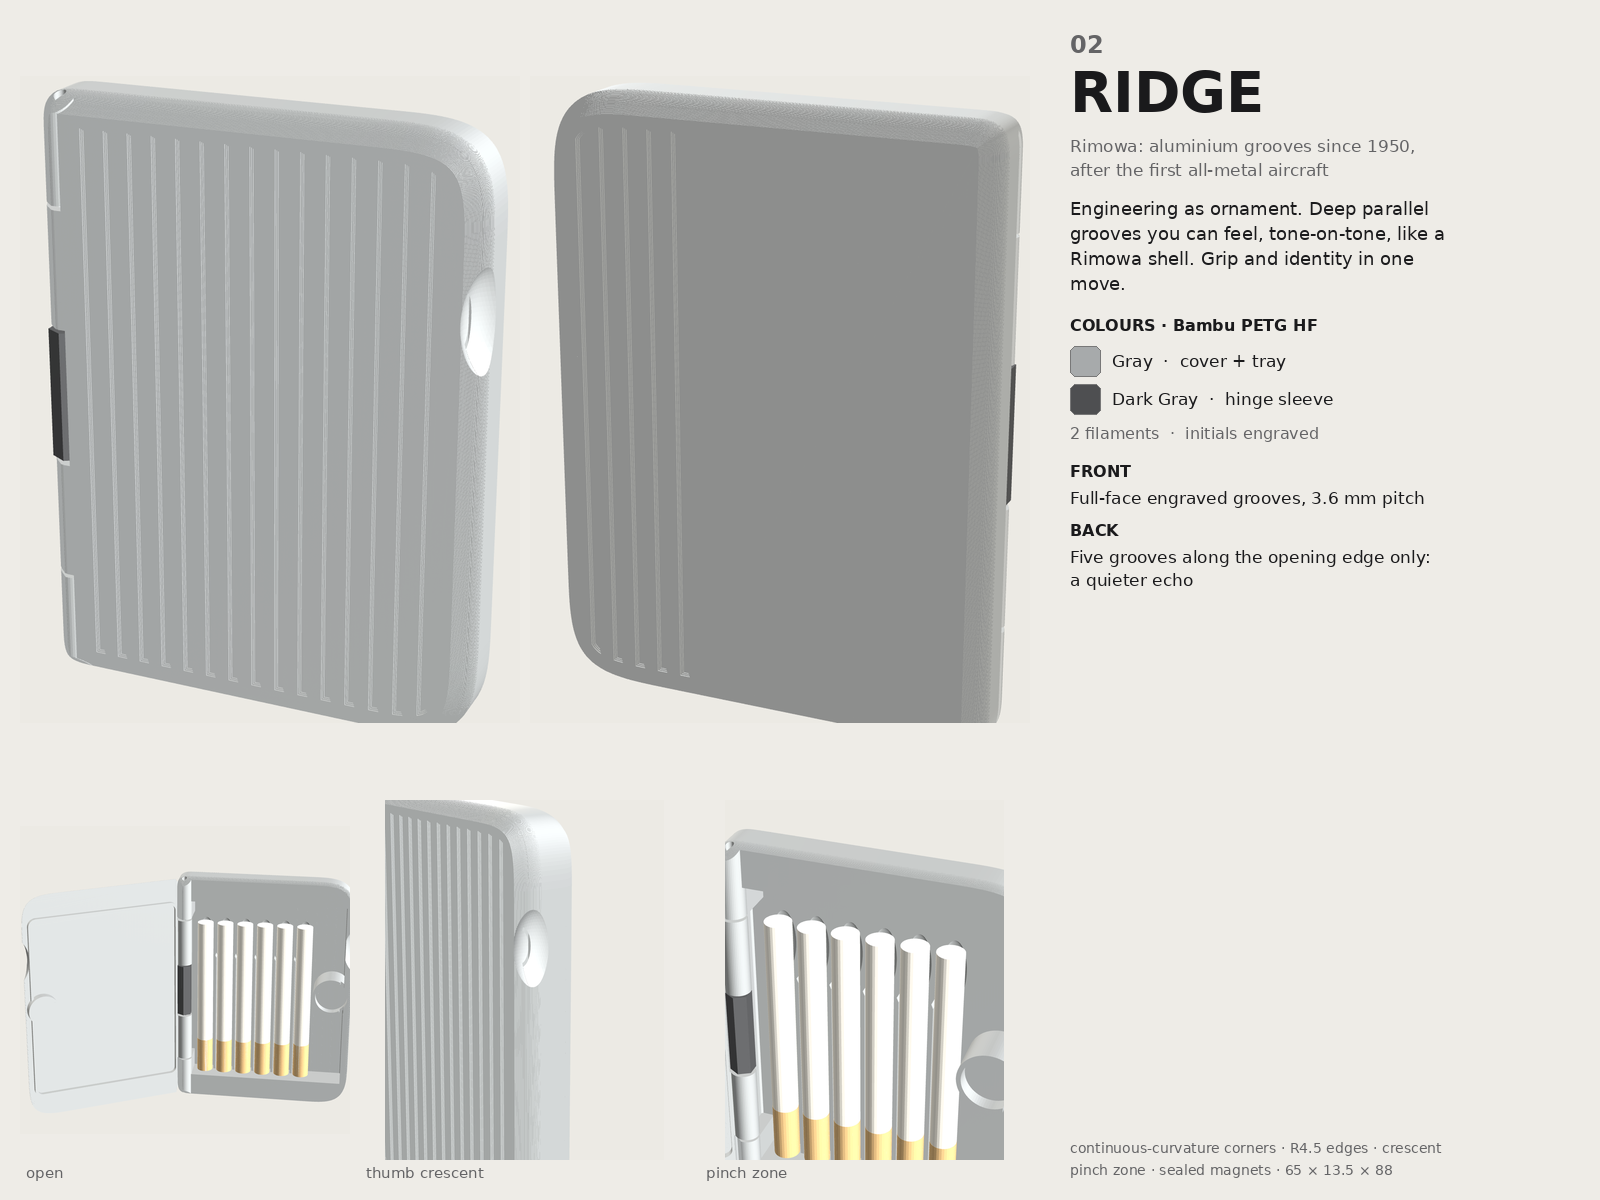 02
RIDGE
Rimowa: aluminium grooves since 1950,
after the first all-metal aircraft
Engineering as ornament. Deep parallel
grooves you can feel, tone-on-tone, like a
Rimowa shell. Grip and identity in one
move.
COLOURS · Bambu PETG HF
Gray · cover + tray
Dark Gray · hinge sleeve
2 filaments · initials engraved
FRONT
Full-face engraved grooves, 3.6 mm pitch
BACK
Five grooves along the opening edge only:
a quieter echo
open
thumb crescent
pinch zone
continuous-curvature corners · R4.5 edges · crescent
pinch zone · sealed magnets · 65 × 13.5 × 88